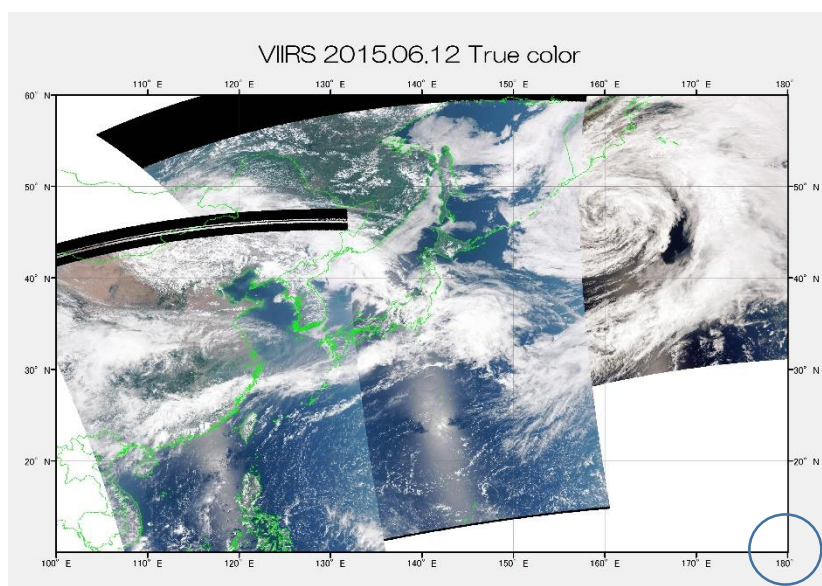 VIIRS 2015.06.12 True color
110° E 120° E 130° E 140° E 150° E 160° E 170° E 180°
60° N
50° N 50° N
40° N 40° N
30° N 30° N
20° N 20° N
100° E 110° E 120° E 130° E 140° E 150° E 160° E 170° E 180°